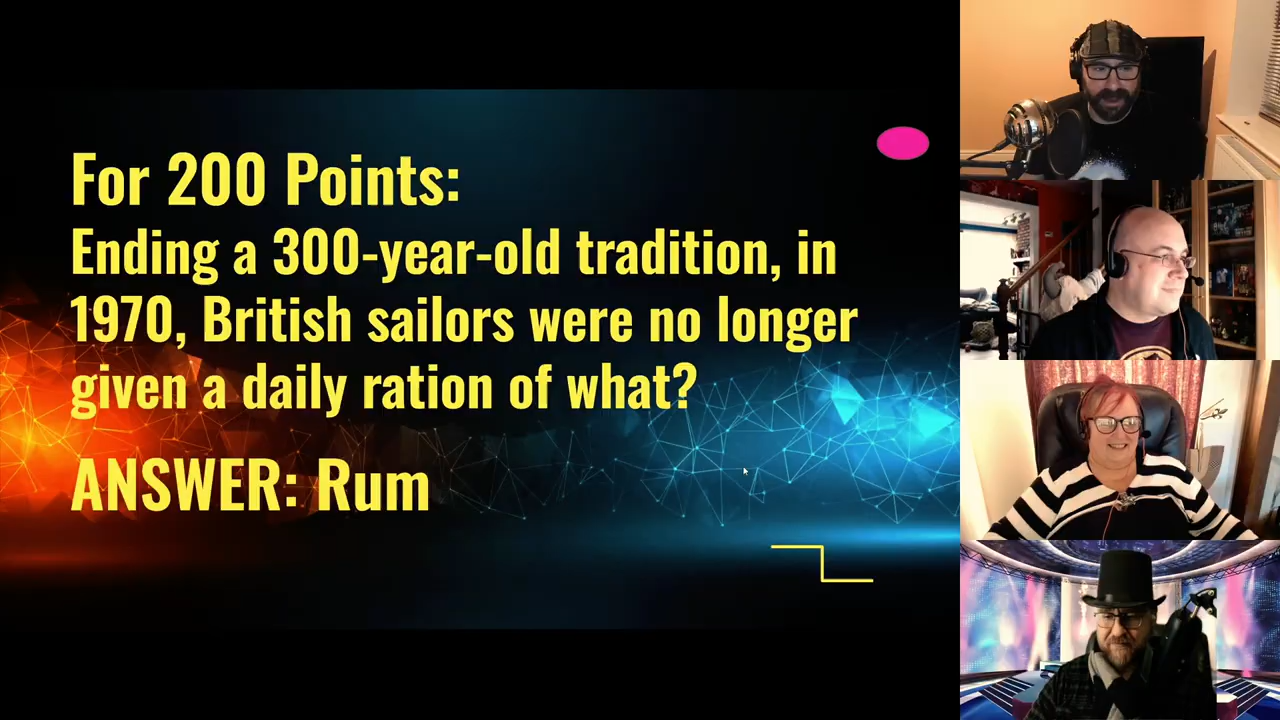 For 200 Points:
Ending a 300-year-old tradition, in
1970, British sailors were no longer
given a daily ration of what?
ANSWER: Rum